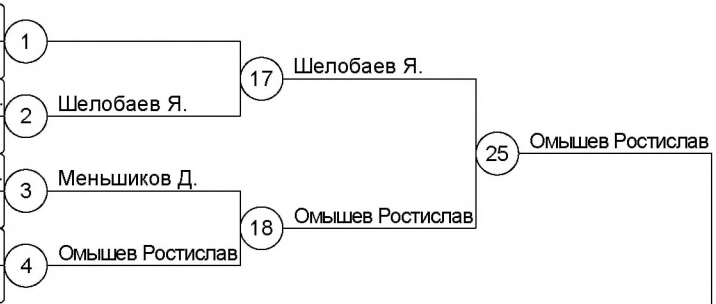 1
17 Шелобаев Я.
2 Шелобаев Я.
25 Омышев Ростислав
3 Меньшиков Д.
18 Омышев Ростислав
4 Омышев Ростислав